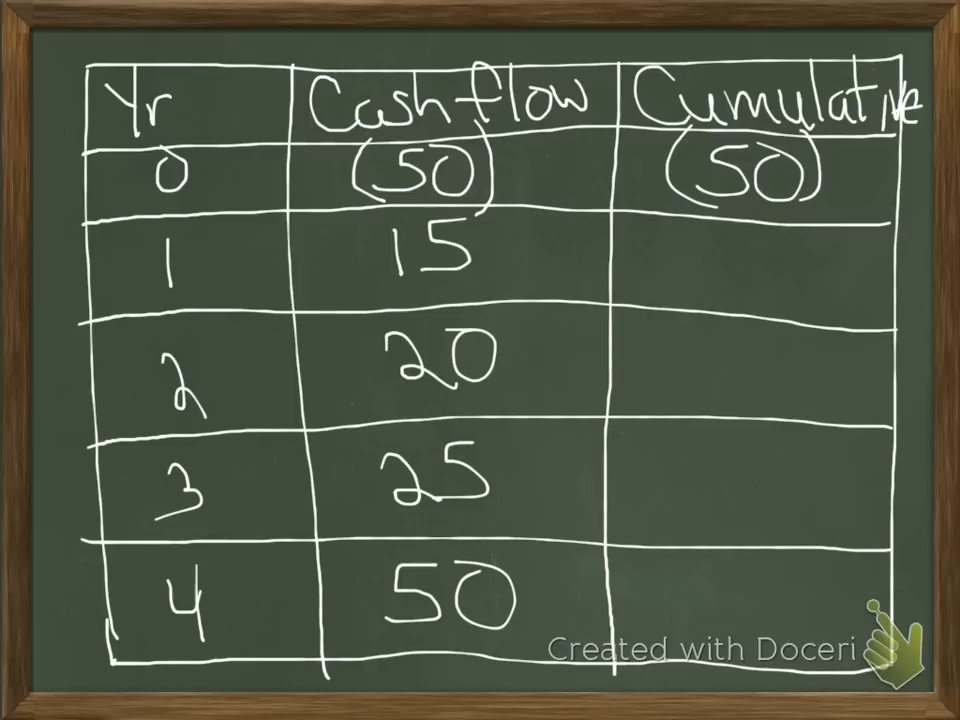 Yr Cash flow Cumulative
0 (50) (50)
1 15
2 20
3 25
4 50
Created with Doceri